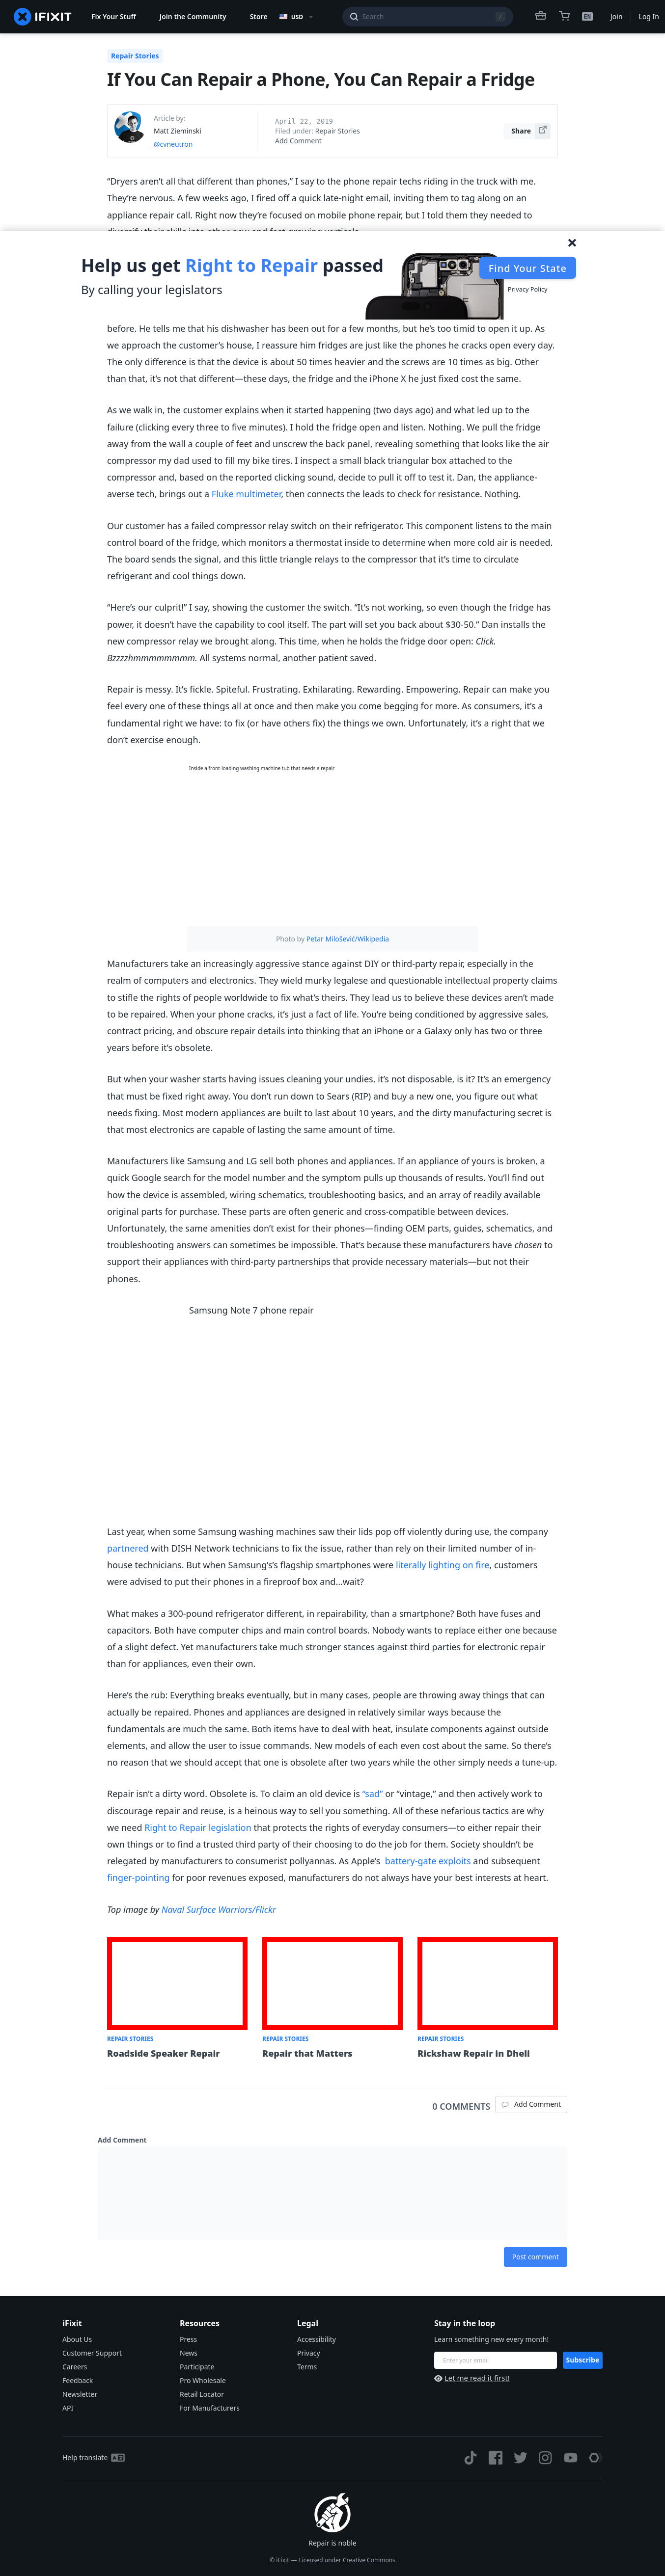 IFIXIT
Fix Your Stuff
Join the Community
Store
USD
Search
/
EN
Join
Log In
Repair Stories
If You Can Repair a Phone, You Can Repair a Fridge
Article by:
Matt Zieminski
@cvneutron
April 22, 2019
Filed under: Repair Stories
Add Comment
Share
“Dryers aren’t all that different than phones,” I say to the phone repair techs riding in the truck with me.
They’re nervous. A few weeks ago, I fired off a quick late-night email, inviting them to tag along on an
appliance repair call. Right now they’re focused on mobile phone repair, but I told them they needed to
Help us get Right to Repair passed
By calling your legislators
Find Your State
Privacy Policy
before. He tells me that his dishwasher has been out for a few months, but he’s too timid to open it up. As
we approach the customer’s house, I reassure him fridges are just like the phones he cracks open every day.
The only difference is that the device is about 50 times heavier and the screws are 10 times as big. Other
than that, it’s not that different—these days, the fridge and the iPhone X he just fixed cost the same.
As we walk in, the customer explains when it started happening (two days ago) and what led up to the
failure (clicking every three to five minutes). I hold the fridge open and listen. Nothing. We pull the fridge
away from the wall a couple of feet and unscrew the back panel, revealing something that looks like the air
compressor my dad used to fill my bike tires. I inspect a small black triangular box attached to the
compressor and, based on the reported clicking sound, decide to pull it off to test it. Dan, the appliance-
averse tech, brings out a Fluke multimeter, then connects the leads to check for resistance. Nothing.
Our customer has a failed compressor relay switch on their refrigerator. This component listens to the main
control board of the fridge, which monitors a thermostat inside to determine when more cold air is needed.
The board sends the signal, and this little triangle relays to the compressor that it’s time to circulate
refrigerant and cool things down.
“Here’s our culprit!” I say, showing the customer the switch. “It’s not working, so even though the fridge has
power, it doesn’t have the capability to cool itself. The part will set you back about $30-50.” Dan installs the
new compressor relay we brought along. This time, when he holds the fridge door open: Click.
Bzzzzhmmmmmmmm. All systems normal, another patient saved.
Repair is messy. It’s fickle. Spiteful. Frustrating. Exhilarating. Rewarding. Empowering. Repair can make you
feel every one of these things all at once and then make you come begging for more. As consumers, it’s a
fundamental right we have: to fix (or have others fix) the things we own. Unfortunately, it’s a right that we
don’t exercise enough.
Inside a front-loading washing machine tub that needs a repair
Photo by Petar Milošević/Wikipedia
Manufacturers take an increasingly aggressive stance against DIY or third-party repair, especially in the
realm of computers and electronics. They wield murky legalese and questionable intellectual property claims
to stifle the rights of people worldwide to fix what’s theirs. They lead us to believe these devices aren’t made
to be repaired. When your phone cracks, it’s just a fact of life. You’re being conditioned by aggressive sales,
contract pricing, and obscure repair details into thinking that an iPhone or a Galaxy only has two or three
years before it’s obsolete.
But when your washer starts having issues cleaning your undies, it’s not disposable, is it? It’s an emergency
that must be fixed right away. You don’t run down to Sears (RIP) and buy a new one, you figure out what
needs fixing. Most modern appliances are built to last about 10 years, and the dirty manufacturing secret is
that most electronics are capable of lasting the same amount of time.
Manufacturers like Samsung and LG sell both phones and appliances. If an appliance of yours is broken, a
quick Google search for the model number and the symptom pulls up thousands of results. You’ll find out
how the device is assembled, wiring schematics, troubleshooting basics, and an array of readily available
original parts for purchase. These parts are often generic and cross-compatible between devices.
Unfortunately, the same amenities don’t exist for their phones—finding OEM parts, guides, schematics, and
troubleshooting answers can sometimes be impossible. That’s because these manufacturers have chosen to
support their appliances with third-party partnerships that provide necessary materials—but not their
phones.
Samsung Note 7 phone repair
Last year, when some Samsung washing machines saw their lids pop off violently during use, the company
partnered with DISH Network technicians to fix the issue, rather than rely on their limited number of in-
house technicians. But when Samsung’s’s flagship smartphones were literally lighting on fire, customers
were advised to put their phones in a fireproof box and…wait?
What makes a 300-pound refrigerator different, in repairability, than a smartphone? Both have fuses and
capacitors. Both have computer chips and main control boards. Nobody wants to replace either one because
of a slight defect. Yet manufacturers take much stronger stances against third parties for electronic repair
than for appliances, even their own.
Here’s the rub: Everything breaks eventually, but in many cases, people are throwing away things that can
actually be repaired. Phones and appliances are designed in relatively similar ways because the
fundamentals are much the same. Both items have to deal with heat, insulate components against outside
elements, and allow the user to issue commands. New models of each even cost about the same. So there’s
no reason that we should accept that one is obsolete after two years while the other simply needs a tune-up.
Repair isn’t a dirty word. Obsolete is. To claim an old device is “sad” or “vintage,” and then actively work to
discourage repair and reuse, is a heinous way to sell you something. All of these nefarious tactics are why
we need Right to Repair legislation that protects the rights of everyday consumers—to either repair their
own things or to find a trusted third party of their choosing to do the job for them. Society shouldn’t be
relegated by manufacturers to consumerist pollyannas. As Apple’s battery-gate exploits and subsequent
finger-pointing for poor revenues exposed, manufacturers do not always have your best interests at heart.
Top image by Naval Surface Warriors/Flickr
REPAIR STORIES
Roadside Speaker Repair
REPAIR STORIES
Repair that Matters
REPAIR STORIES
Rickshaw Repair in Dheli
0 COMMENTS
Add Comment
Add Comment
Post comment
iFixit
About Us
Customer Support
Careers
Feedback
Newsletter
API
Resources
Press
News
Participate
Pro Wholesale
Retail Locator
For Manufacturers
Legal
Accessibility
Privacy
Terms
Stay in the loop
Learn something new every month!
Enter your email
Subscribe
Let me read it first!
Help translate
Repair is noble
© iFixit — Licensed under Creative Commons